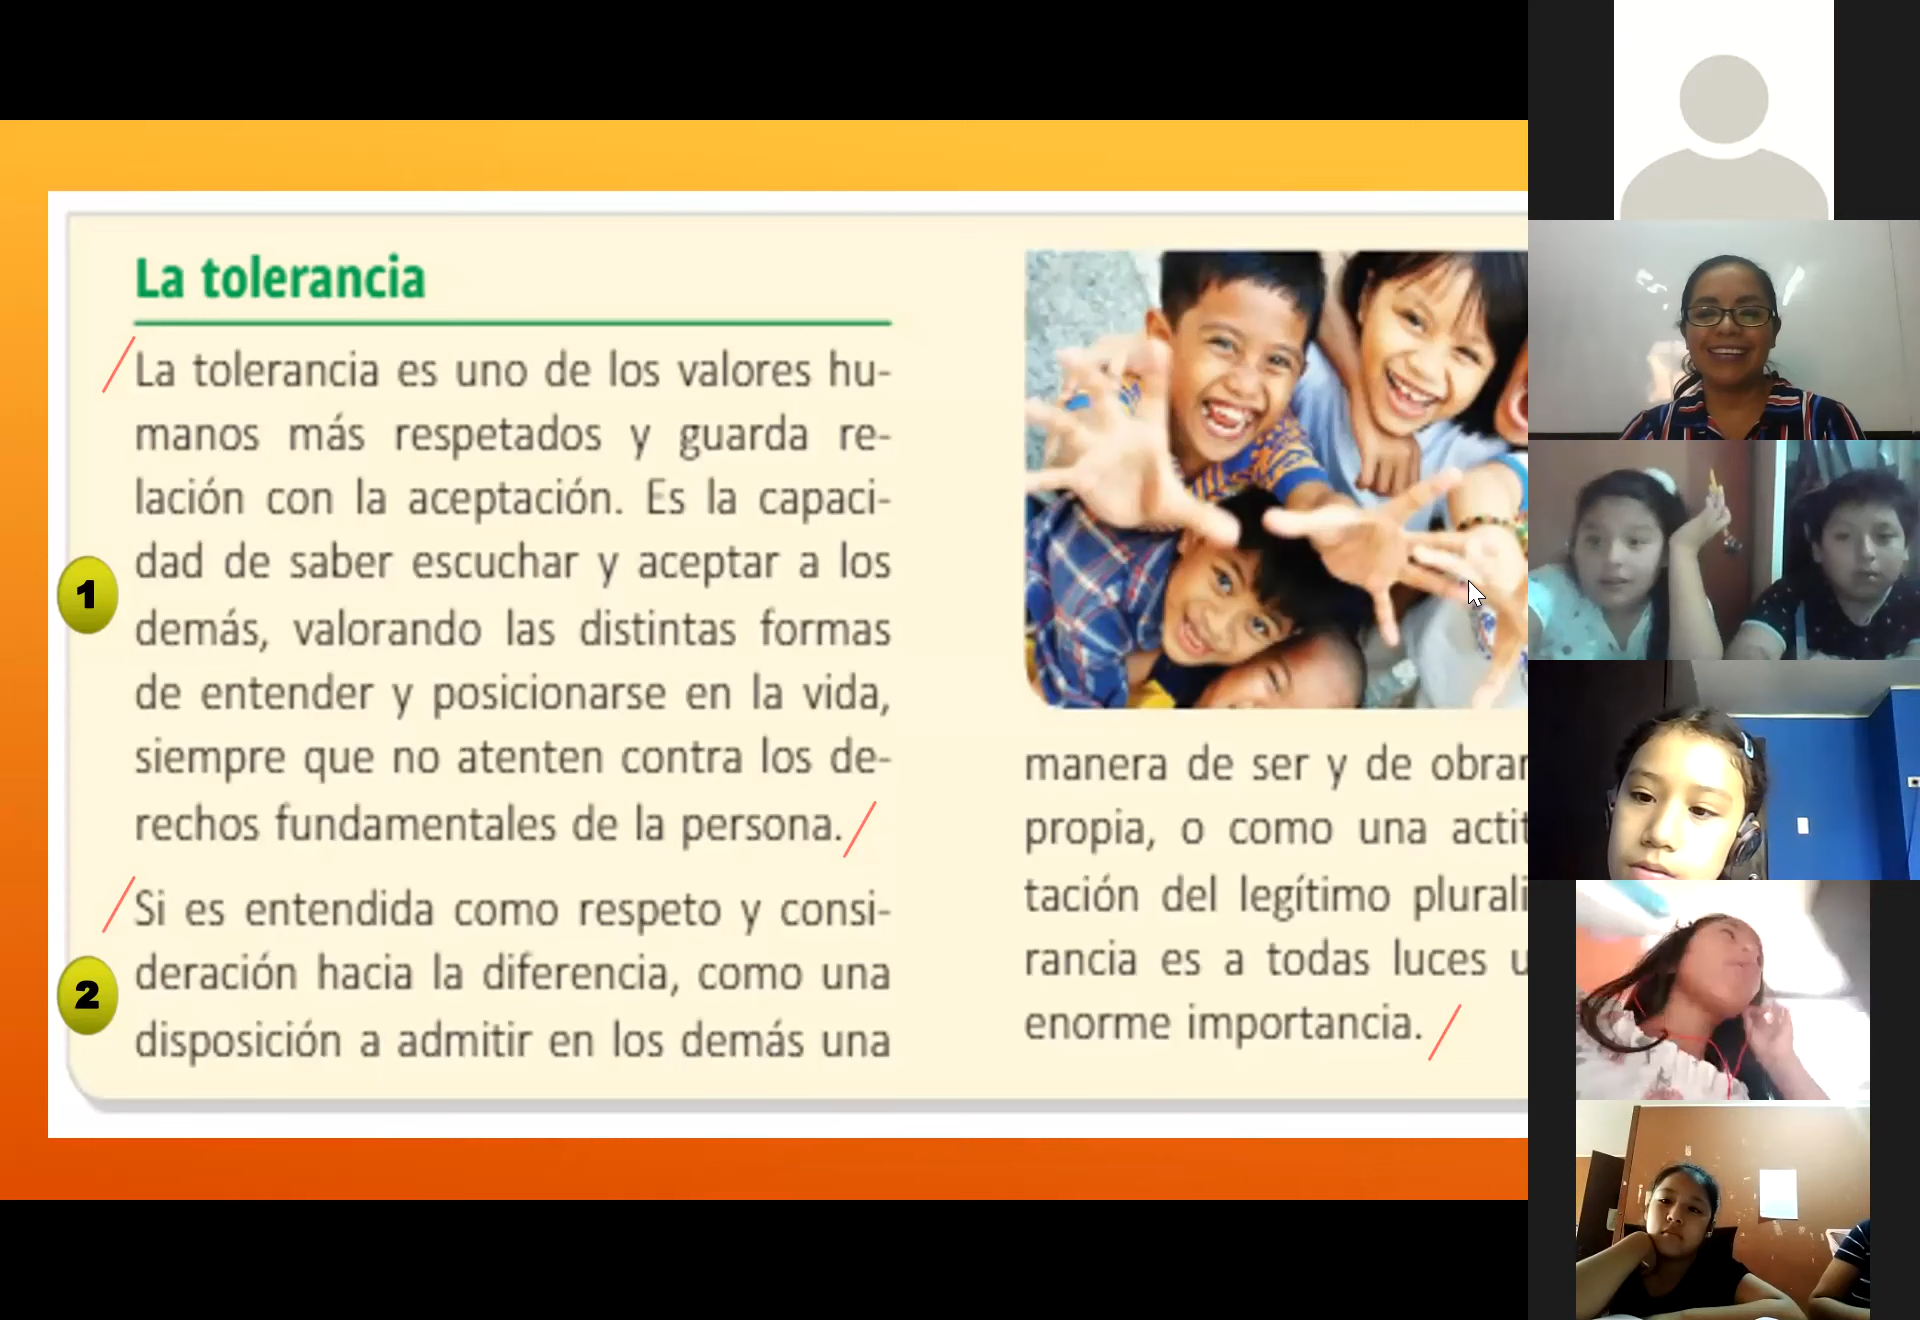 La tolerancia
La tolerancia es uno de los valores hu-
manos más respetados y guarda re-
lación con la aceptación. Es la capaci-
dad de saber escuchar y aceptar a los
demás, valorando las distintas formas
de entender y posicionarse en la vida,
siempre que no atenten contra los de-
rechos fundamentales de la persona.
1
Si es entendida como respeto y consi-
deración hacia la diferencia, como una
disposición a admitir en los demás una
2
manera de ser y de obrar
propia, o como una
tación del legítimo
rancia es a todas luces
enorme importancia.